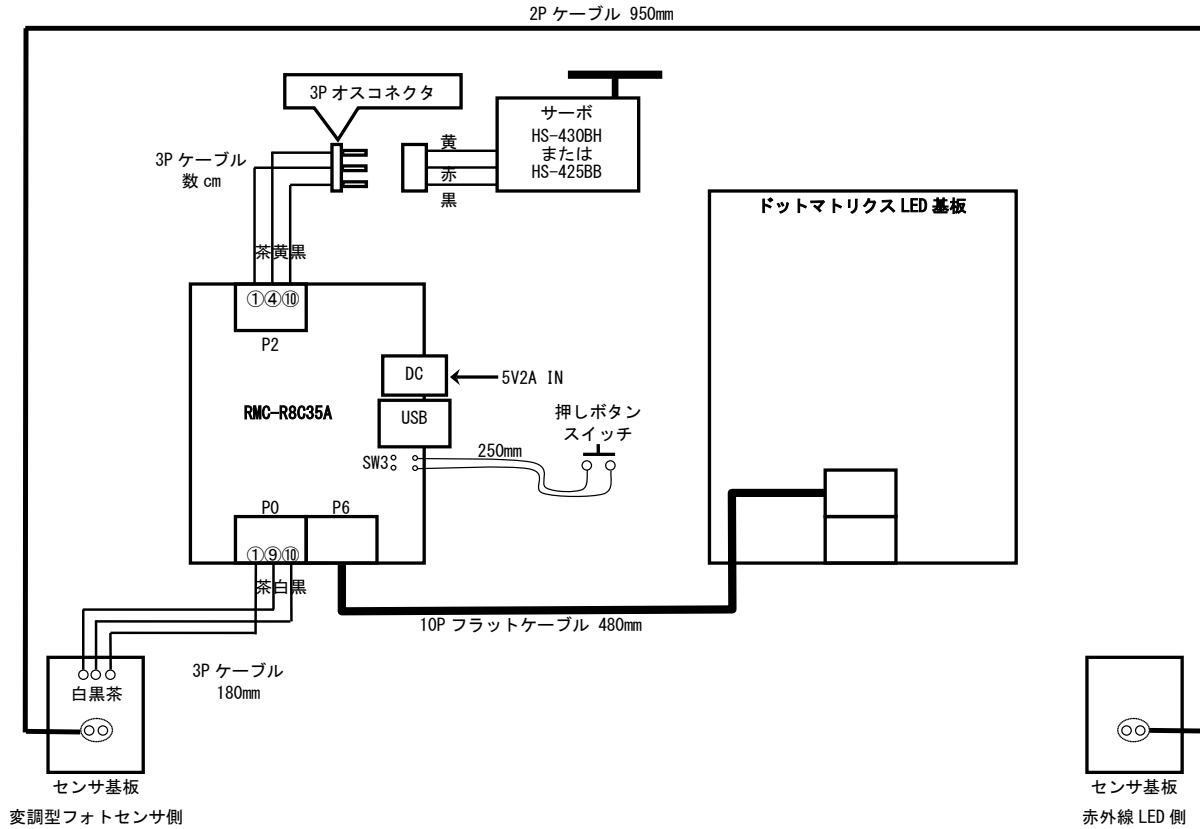 2P ケーブル 950mm
3P オスコネクタ
サーボ
HS-430BH
または
HS-425BB
黄
赤
黒
3P ケーブル
数 cm
ドットマトリクス LED 基板
茶黄黒
①④⑩
P2
DC
5V2A IN
RMC-R8C35A
USB
押しボタン
スイッチ
250mm
SW3
P0
P6
①⑨⑩
茶白黒
10P フラットケーブル 480mm
3P ケーブル
180mm
白黒茶
センサ基板
変調型フォトセンサ側
センサ基板
赤外線 LED 側